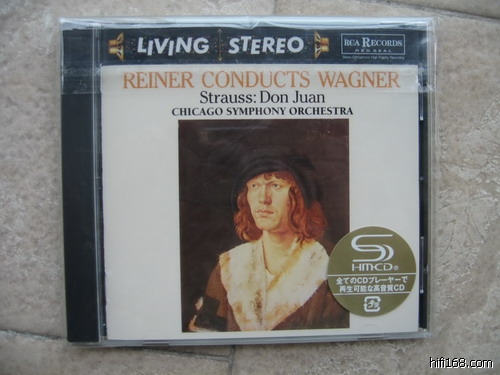 LIVING STEREO
RCA RECORDS
RED SEAL
REINER CONDUCTS WAGNER
Strauss: Don Juan
CHICAGO SYMPHONY ORCHESTRA
SHM-CD®
全てのCDプレーヤーで
再生可能な高音質CD
hifi168.com